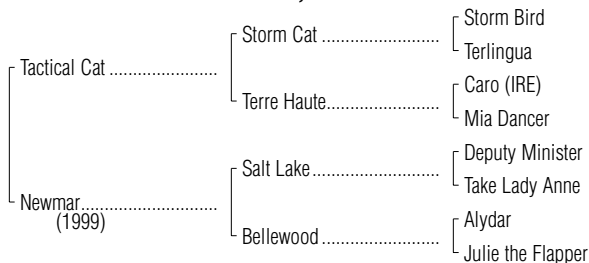 Storm Bird
Storm Cat ........................
Terlingua
Tactical Cat ......................
Caro (IRE)
Terre Haute.......................
Mia Dancer
Deputy Minister
Salt Lake..........................
Take Lady Anne
Newmar...........................
(1999)
Alydar
Bellewood ........................
Julie the Flapper